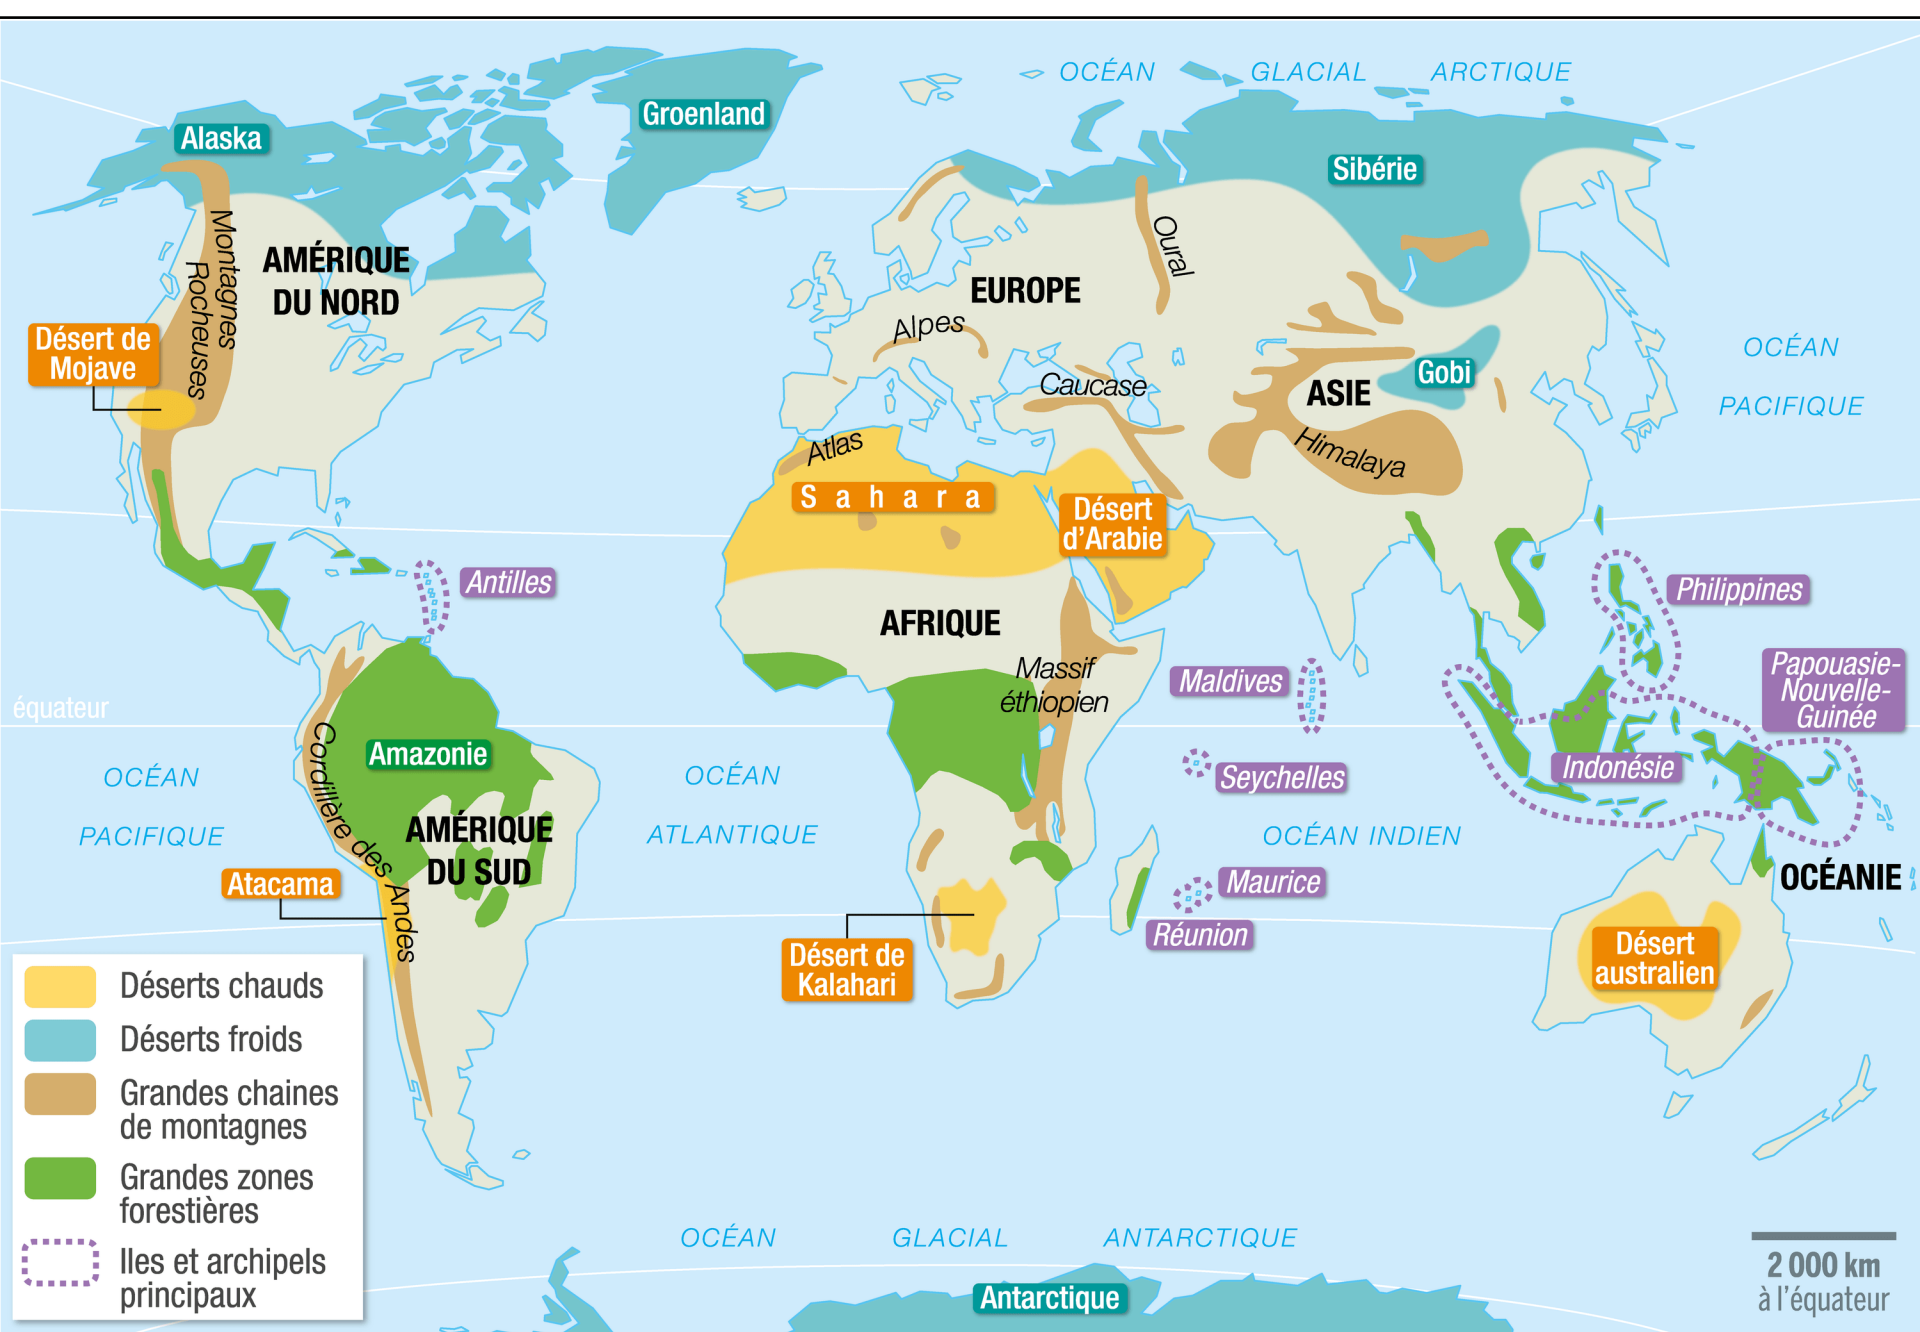 OCÉAN GLACIAL ARCTIQUE
Groenland
Alaska
Sibérie
Montagnes
Rocheuses
AMÉRIQUE
DU NORD
Oural
EUROPE
Alpes
Désert de
Mojave
OCÉAN
PACIFIQUE
Gobi
ASIE
Caucase
Himalaya
Atlas
Sahara
Désert
d'Arabie
Antilles
Philippines
AFRIQUE
Massif
éthiopien
Maldives
Papouasie-
Nouvelle-
Guinée
équateur
Cordillère des Andes
Amazonie
Indonésie
Seychelles
OCÉAN
PACIFIQUE
OCÉAN
ATLANTIQUE
OCÉAN INDIEN
AMÉRIQUE
DU SUD
Atacama
Maurice
OCÉANIE
Réunion
Désert de
Kalahari
Désert
australien
Déserts chauds
Déserts froids
Grandes chaines
de montagnes
Grandes zones
forestières
Iles et archipels
principaux
OCÉAN GLACIAL ANTARCTIQUE
Antarctique
2 000 km
à l'équateur